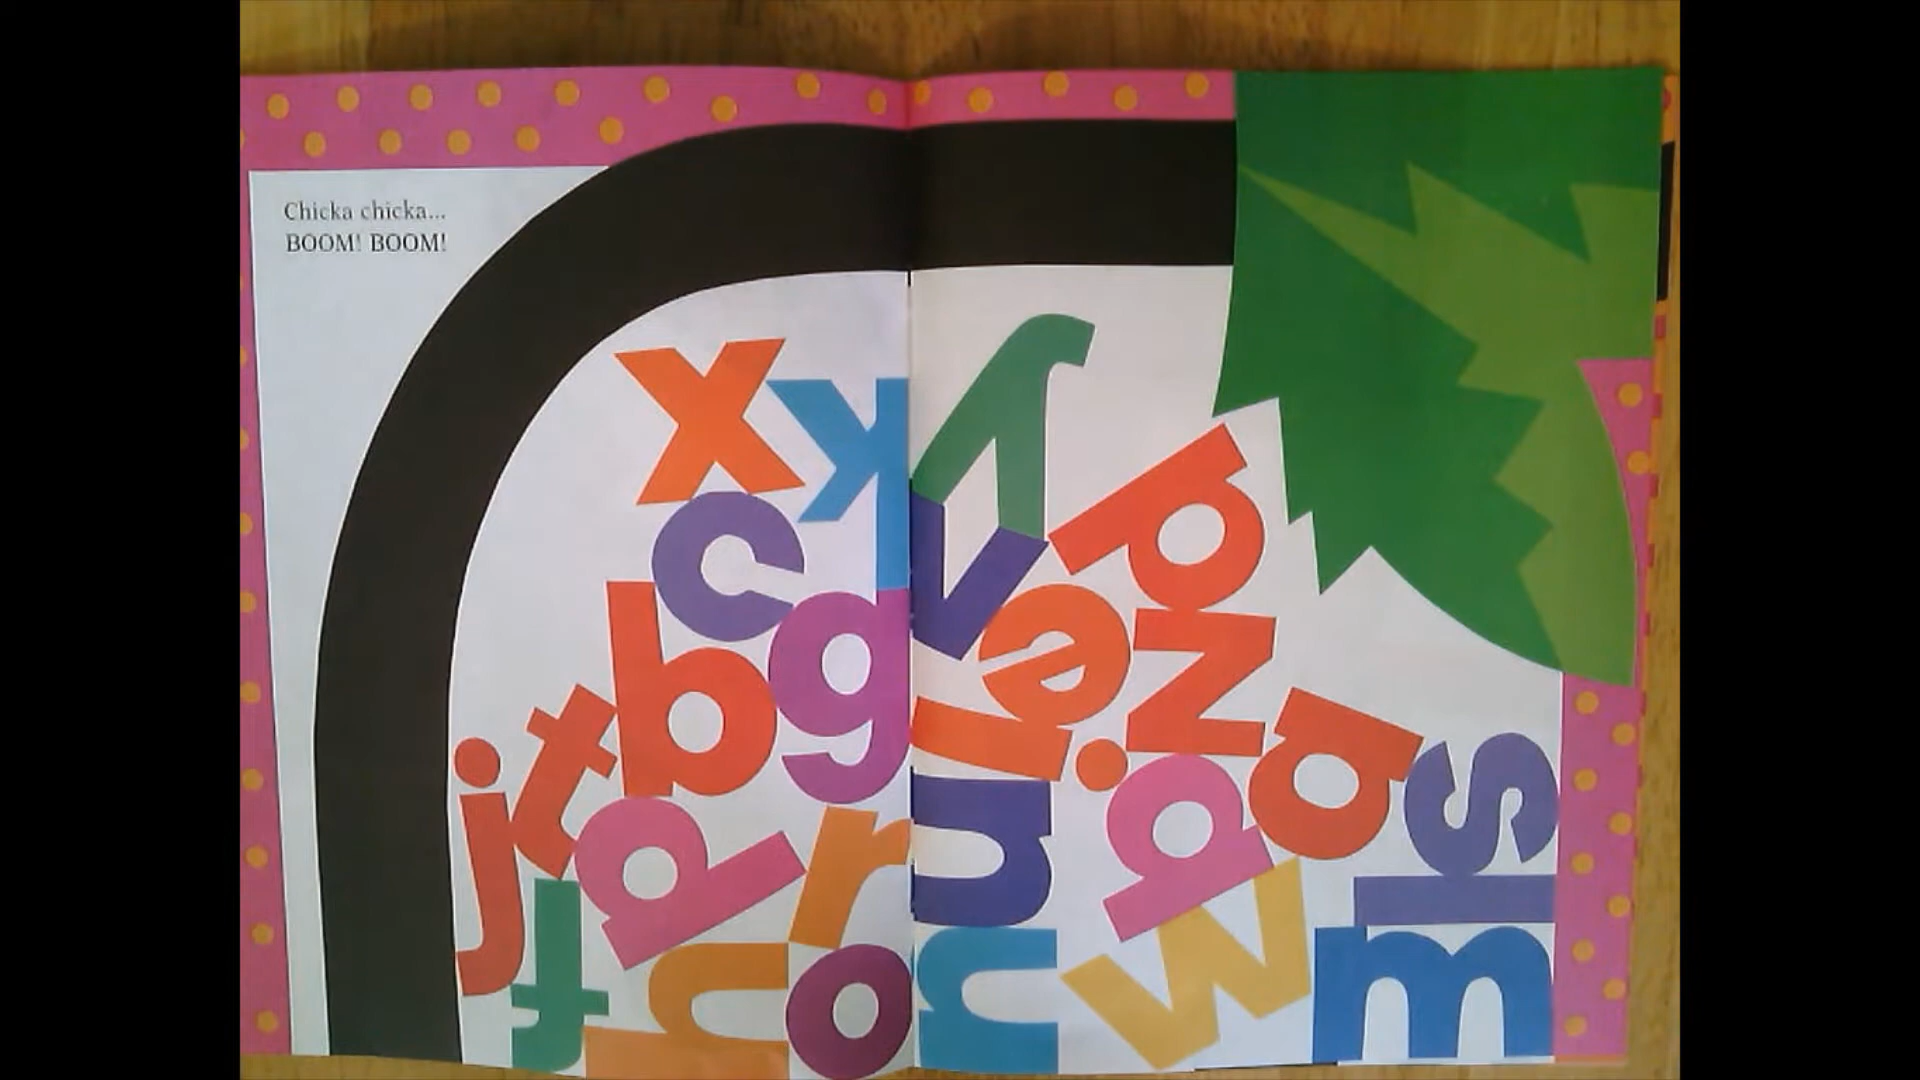 Chicka chicka...
BOOM! BOOM!
x k y
c v d
b g e z
j t l i a s
d r u p l
f h o n w m